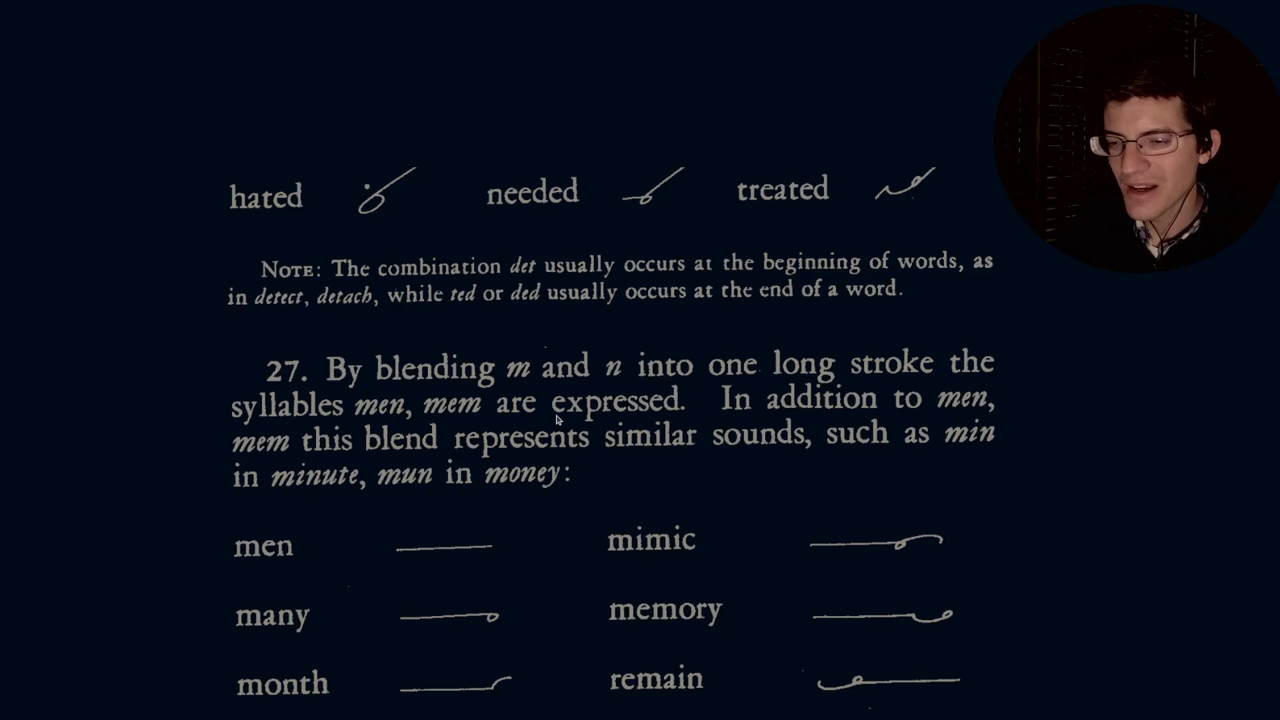 hated needed treated
NOTE: The combination det usually occurs at the beginning of words, as
in detect, detach, while ted or ded usually occurs at the end of a word.
27. By blending m and n into one long stroke the
syllables men, mem are expressed. In addition to men,
mem this blend represents similar sounds, such as min
in minute, mun in money:
men mimic
many memory
month remain